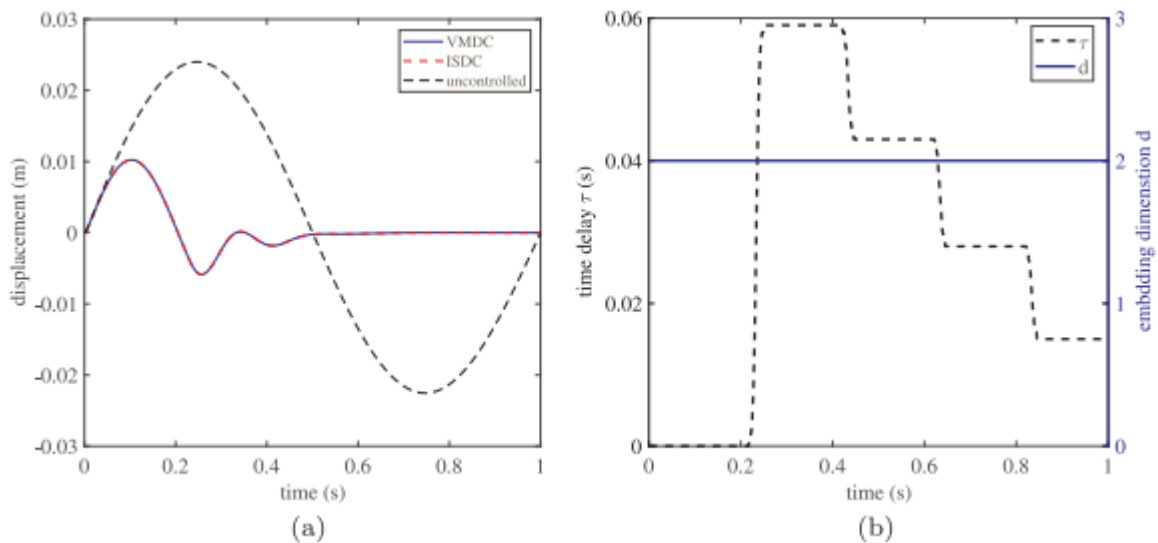 0.03
0.02
0.01
0
-0.01
-0.02
-0.03
displacement (m)
VMDC
ISDC
uncontrolled
0 0.2 0.4 0.6 0.8 1
time (s)
(a)
0.06
0.04
0.02
0
time delay τ (s)
τ
d
3
2
1
0
embdding dimenstion d
0 0.2 0.4 0.6 0.8 1
time (s)
(b)